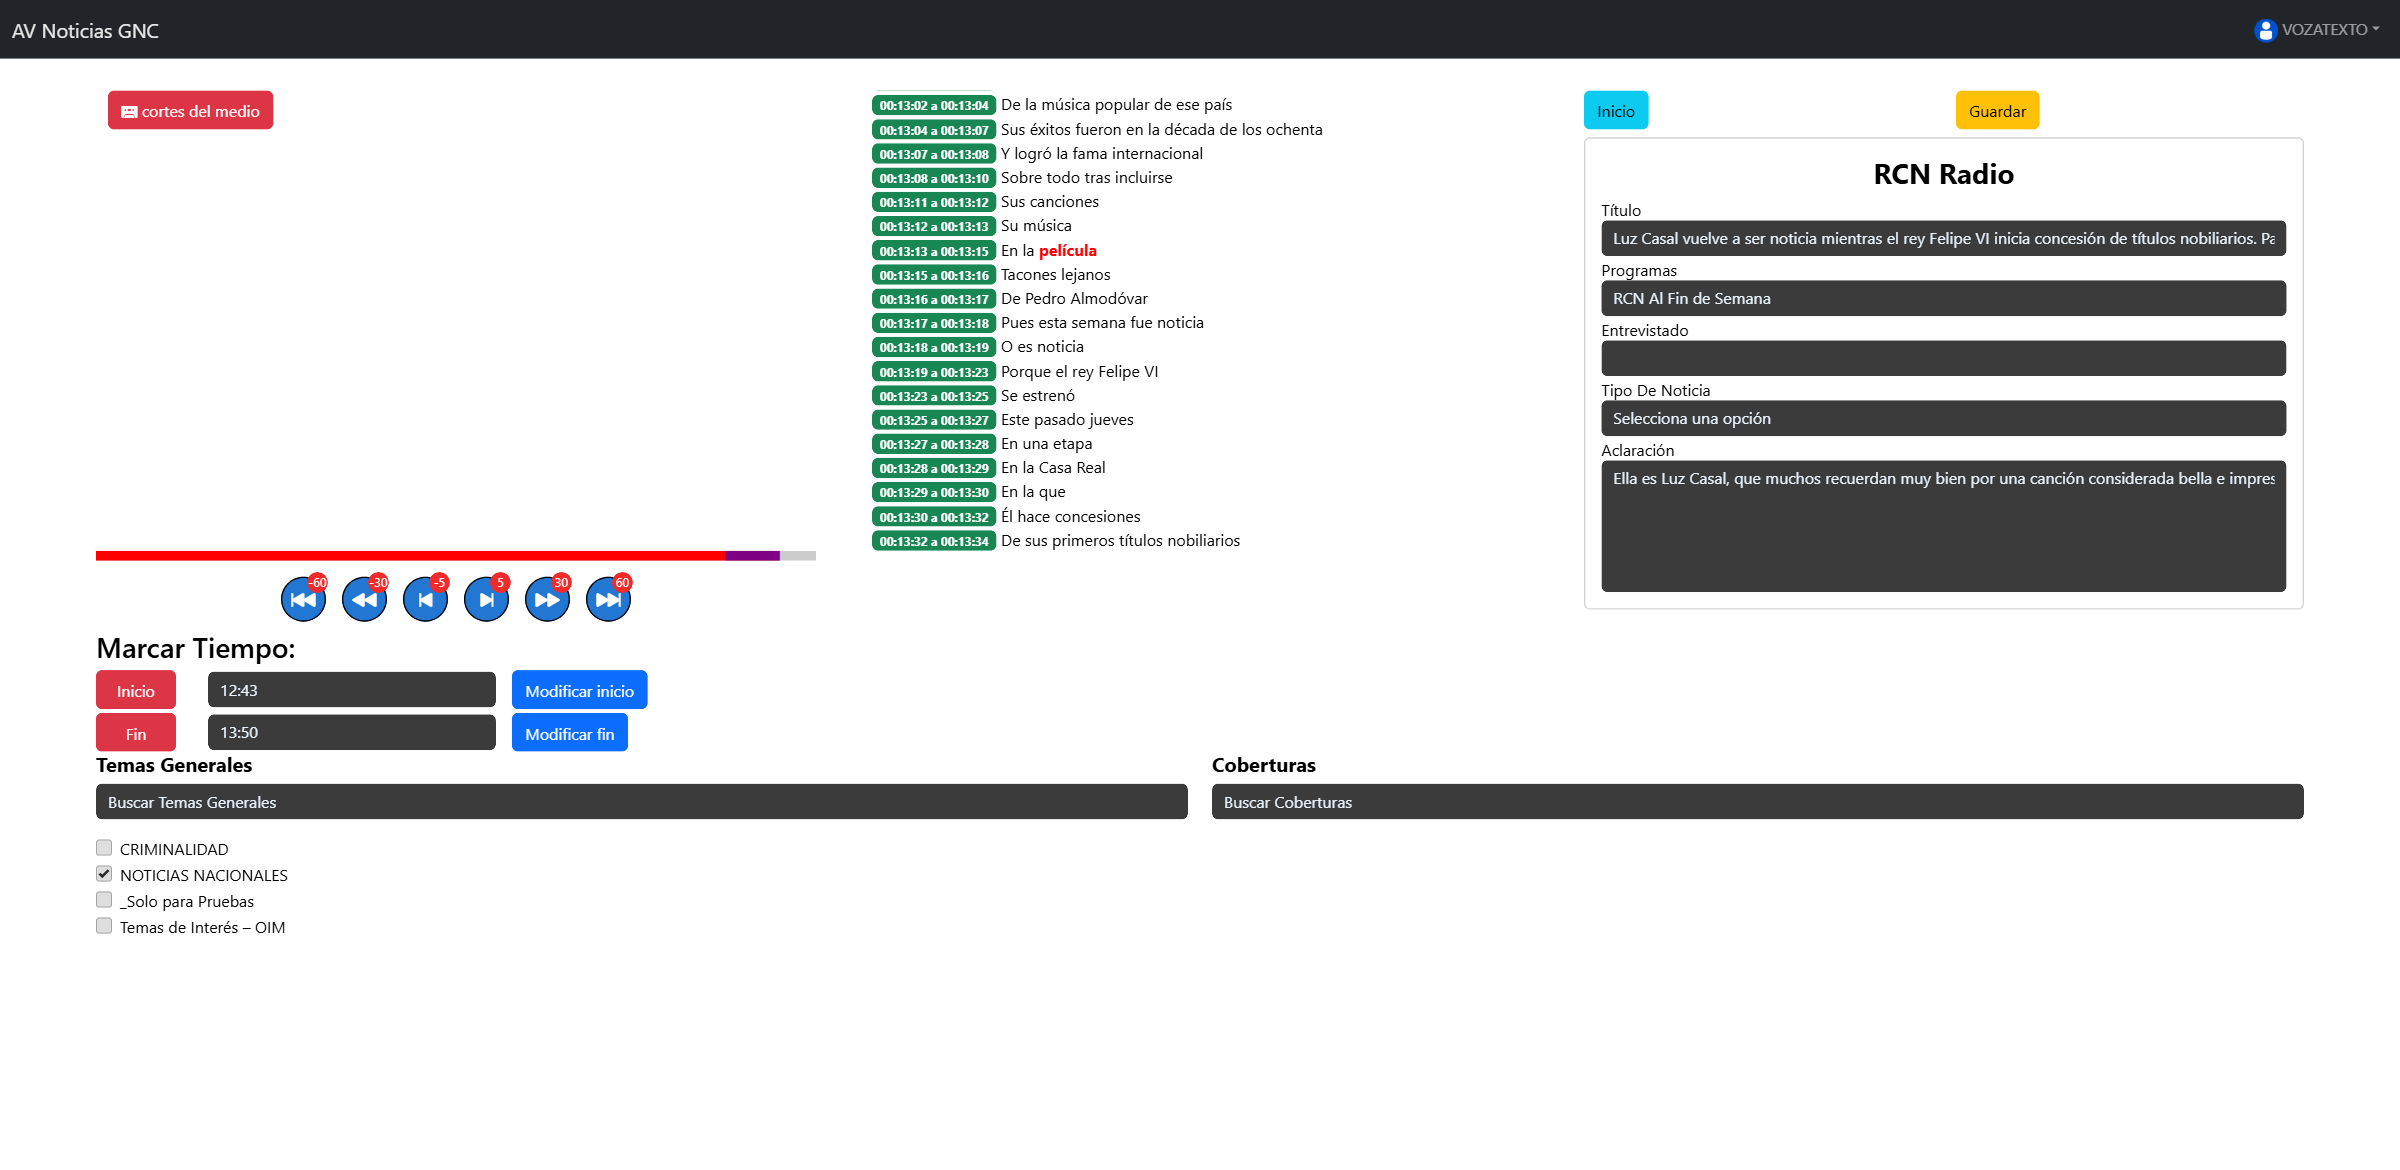 AV Noticias GNC
VOZATEXTO
cortes del medio
00:13:02 a 00:13:04 De la música popular de ese país
00:13:04 a 00:13:07 Sus éxitos fueron en la década de los ochenta
00:13:07 a 00:13:08 Y logró la fama internacional
00:13:08 a 00:13:10 Sobre todo tras incluirse
00:13:11 a 00:13:12 Sus canciones
00:13:12 a 00:13:13 Su música
00:13:13 a 00:13:15 En la película
00:13:15 a 00:13:16 Tacones lejanos
00:13:16 a 00:13:17 De Pedro Almodóvar
00:13:17 a 00:13:18 Pues esta semana fue noticia
00:13:18 a 00:13:19 O es noticia
00:13:19 a 00:13:23 Porque el rey Felipe VI
00:13:23 a 00:13:25 Se estrenó
00:13:25 a 00:13:27 Este pasado jueves
00:13:27 a 00:13:28 En una etapa
00:13:28 a 00:13:29 En la Casa Real
00:13:29 a 00:13:30 En la que
00:13:30 a 00:13:32 Él hace concesiones
00:13:32 a 00:13:34 De sus primeros títulos nobiliarios
Inicio
Guardar
RCN Radio
Título
Luz Casal vuelve a ser noticia mientras el rey Felipe VI inicia concesión de títulos nobiliarios. Pa
Programas
RCN Al Fin de Semana
Entrevistado
Tipo De Noticia
Selecciona una opción
Aclaración
Ella es Luz Casal, que muchos recuerdan muy bien por una canción considerada bella e impres
-60 -30 -5 5 30 60
Marcar Tiempo:
Inicio 12:43 Modificar inicio
Fin 13:50 Modificar fin
Temas Generales
Buscar Temas Generales
CRIMINALIDAD
NOTICIAS NACIONALES
_Solo para Pruebas
Temas de Interés – OIM
Coberturas
Buscar Coberturas